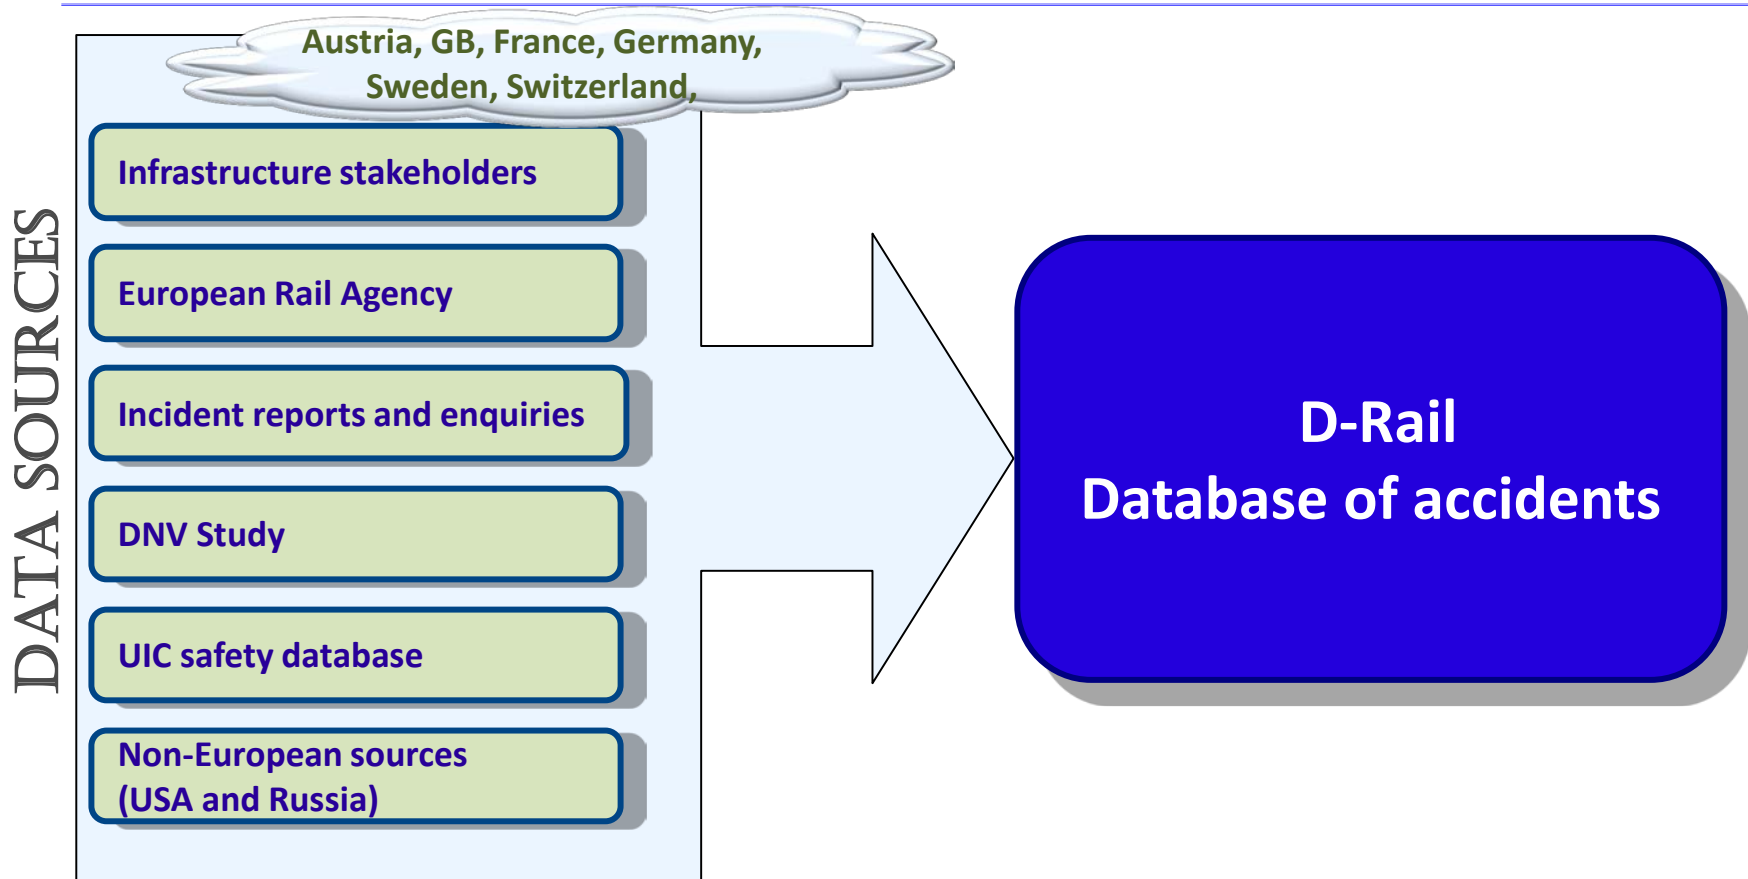 Austria, GB, France, Germany,
Sweden, Switzerland,
DATA SOURCES
Infrastructure stakeholders
European Rail Agency
Incident reports and enquiries
DNV Study
UIC safety database
Non-European sources
(USA and Russia)
D-Rail
Database of accidents